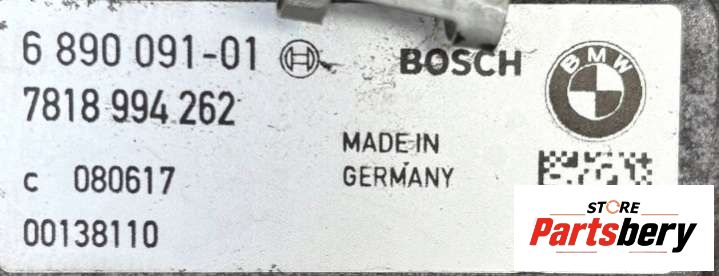 6 890 091-01 BOSCH BMW
7818 994 262
MADE IN
GERMANY
c 080617
00138110
STORE
Partsbery